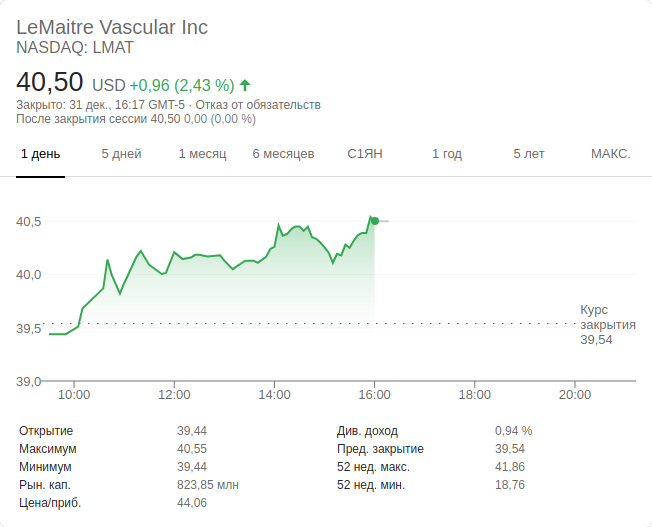 LeMaitre Vascular Inc
NASDAQ: LMAT
40,50 USD +0,96 (2,43 %)
Закрыто: 31 дек., 16:17 GMT-5 · Отказ от обязательств
После закрытия сессии 40,50 0,00 (0,00 %)
1 день 5 дней 1 месяц 6 месяцев С1ЯН 1 год 5 лет МАКС.
40,5
40,0
39,5
39,0
Курс
закрытия
39,54
10:00 12:00 14:00 16:00 18:00 20:00
Открытие 39,44 Див. доход 0,94 %
Максимум 40,55 Пред. закрытие 39,54
Минимум 39,44 52 нед. макс. 41,86
Рын. кап. 823,85 млн 52 нед. мин. 18,76
Цена/приб. 44,06